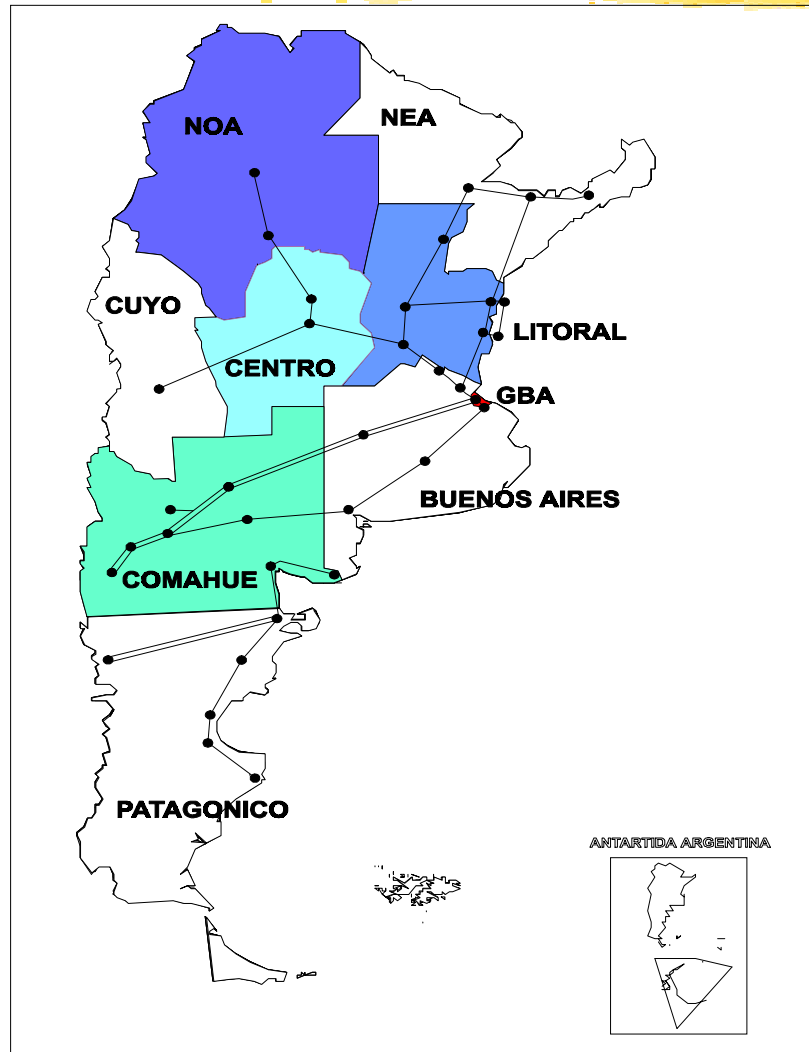 NEA
NOA
CUYO
LITORAL
CENTRO
GBA
BUENOS AIRES
COMAHUE
PATAGONICO
ANTARTIDA ARGENTINA